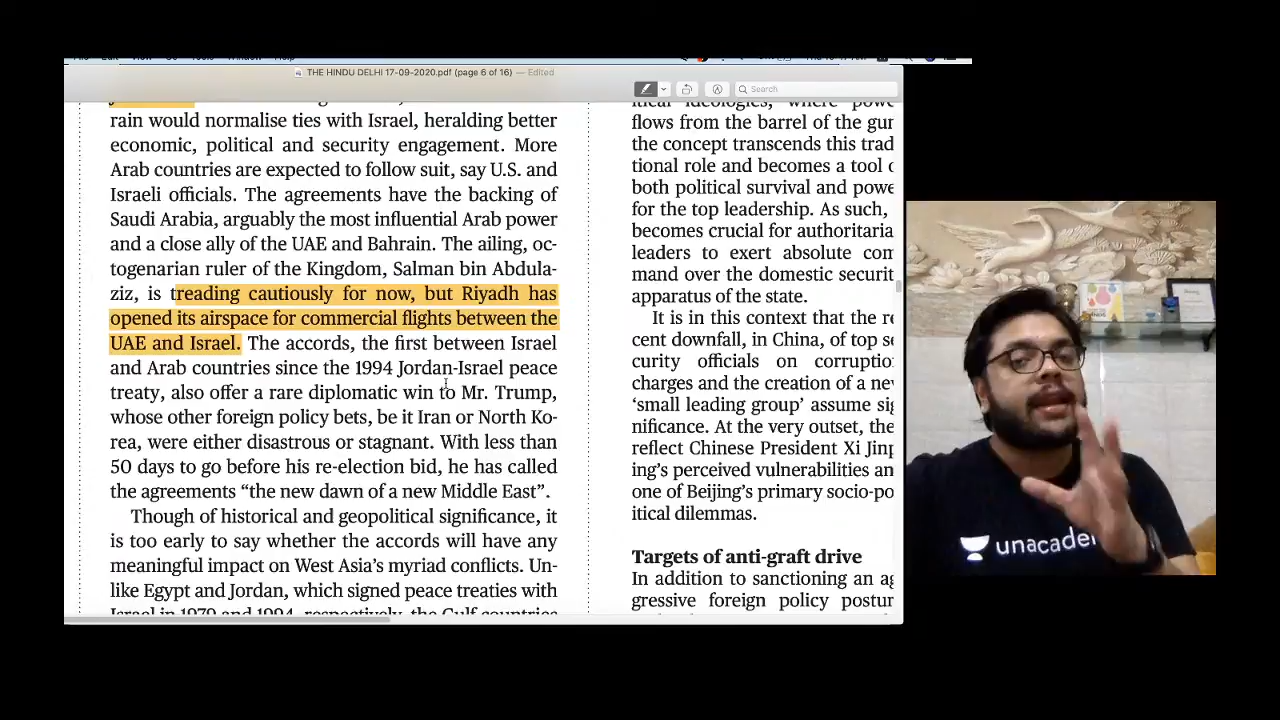 THE HINDU DELHI 17-09-2020.pdf (page 6 of 16) — Edited
Search
rain would normalise ties with Israel, heralding better
economic, political and security engagement. More
Arab countries are expected to follow suit, say U.S. and
Israeli officials. The agreements have the backing of
Saudi Arabia, arguably the most influential Arab power
and a close ally of the UAE and Bahrain. The ailing, oc-
togenarian ruler of the Kingdom, Salman bin Abdula-
ziz, is treading cautiously for now, but Riyadh has
opened its airspace for commercial flights between the
UAE and Israel. The accords, the first between Israel
and Arab countries since the 1994 Jordan-Israel peace
treaty, also offer a rare diplomatic win to Mr. Trump,
whose other foreign policy bets, be it Iran or North Ko-
rea, were either disastrous or stagnant. With less than
50 days to go before his re-election bid, he has called
the agreements “the new dawn of a new Middle East”.
Though of historical and geopolitical significance, it
is too early to say whether the accords will have any
meaningful impact on West Asia’s myriad conflicts. Un-
like Egypt and Jordan, which signed peace treaties with
Israel in 1979 and 1994, respectively, the Gulf countries
itical ideologies, where powe
flows from the barrel of the gun
the concept transcends this trad
tional role and becomes a tool o
both political survival and powe
for the top leadership. As such,
becomes crucial for authoritaria
leaders to exert absolute com
mand over the domestic securit
apparatus of the state.
It is in this context that the re
cent downfall, in China, of top se
curity officials on corruptio
charges and the creation of a nev
‘small leading group’ assume sig
nificance. At the very outset, the
reflect Chinese President Xi Jinp
ing’s perceived vulnerabilities an
one of Beijing’s primary socio-po
itical dilemmas.
Targets of anti-graft drive
In addition to sanctioning an ag
gressive foreign policy postur
unacade